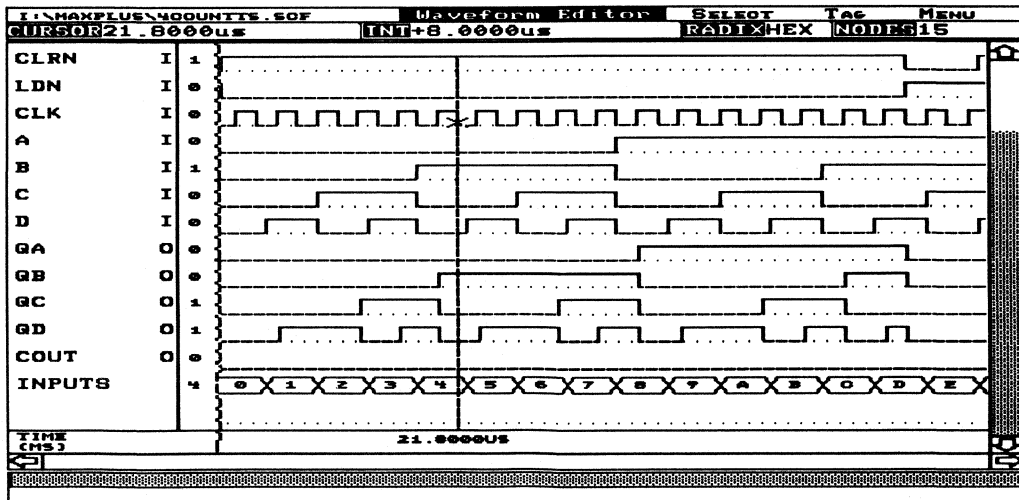 I:\MAXPLUS\4COUNTTS.SOF Waveform Editor SELECT TAG MENU
CURSOR 21.8000us INT +8.0000us RADIX HEX NODES 15
CLRN I 1
LDN I 0
CLK I 0
A I 0
B I 1
C I 0
D I 0
QA O 0
QB O 0
QC O 1
QD O 1
COUT O 0
INPUTS 4 0 1 2 3 4 5 6 7 8 9 A B C D E
TIME 21.8000US
(MS)